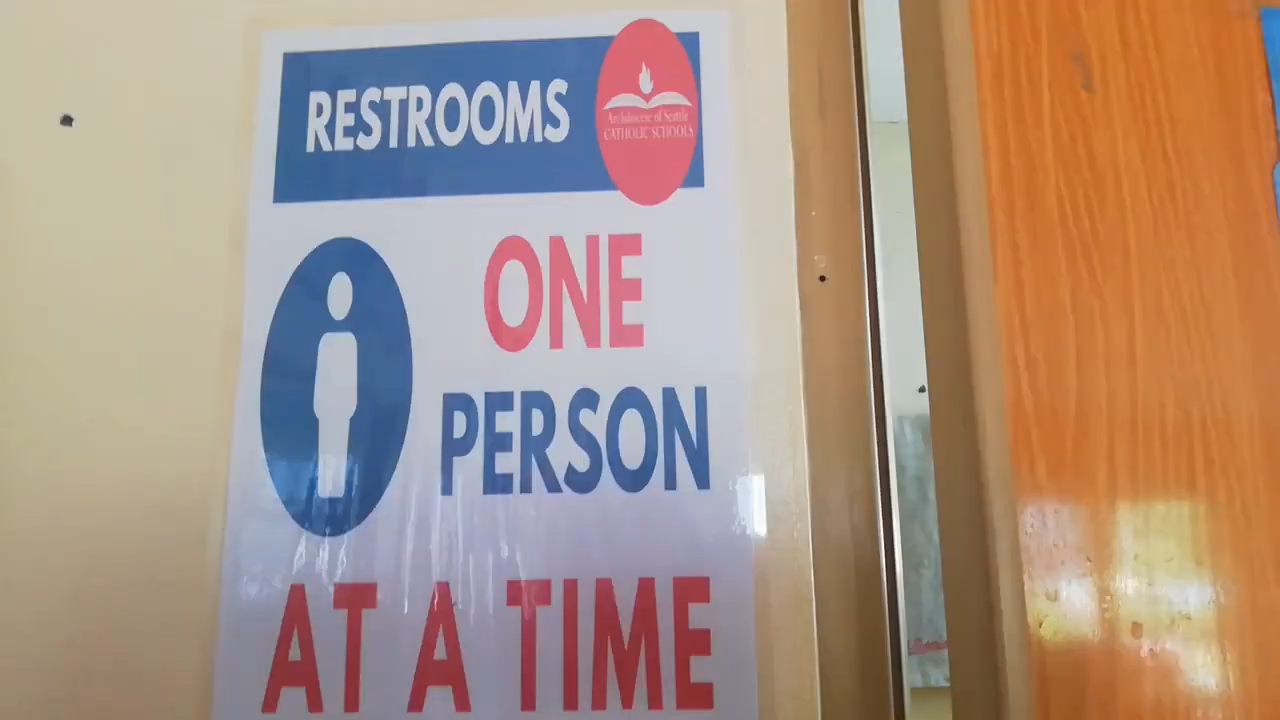 RESTROOMS
Archdiocese of Seattle
CATHOLIC SCHOOLS
ONE
PERSON
AT A TIME